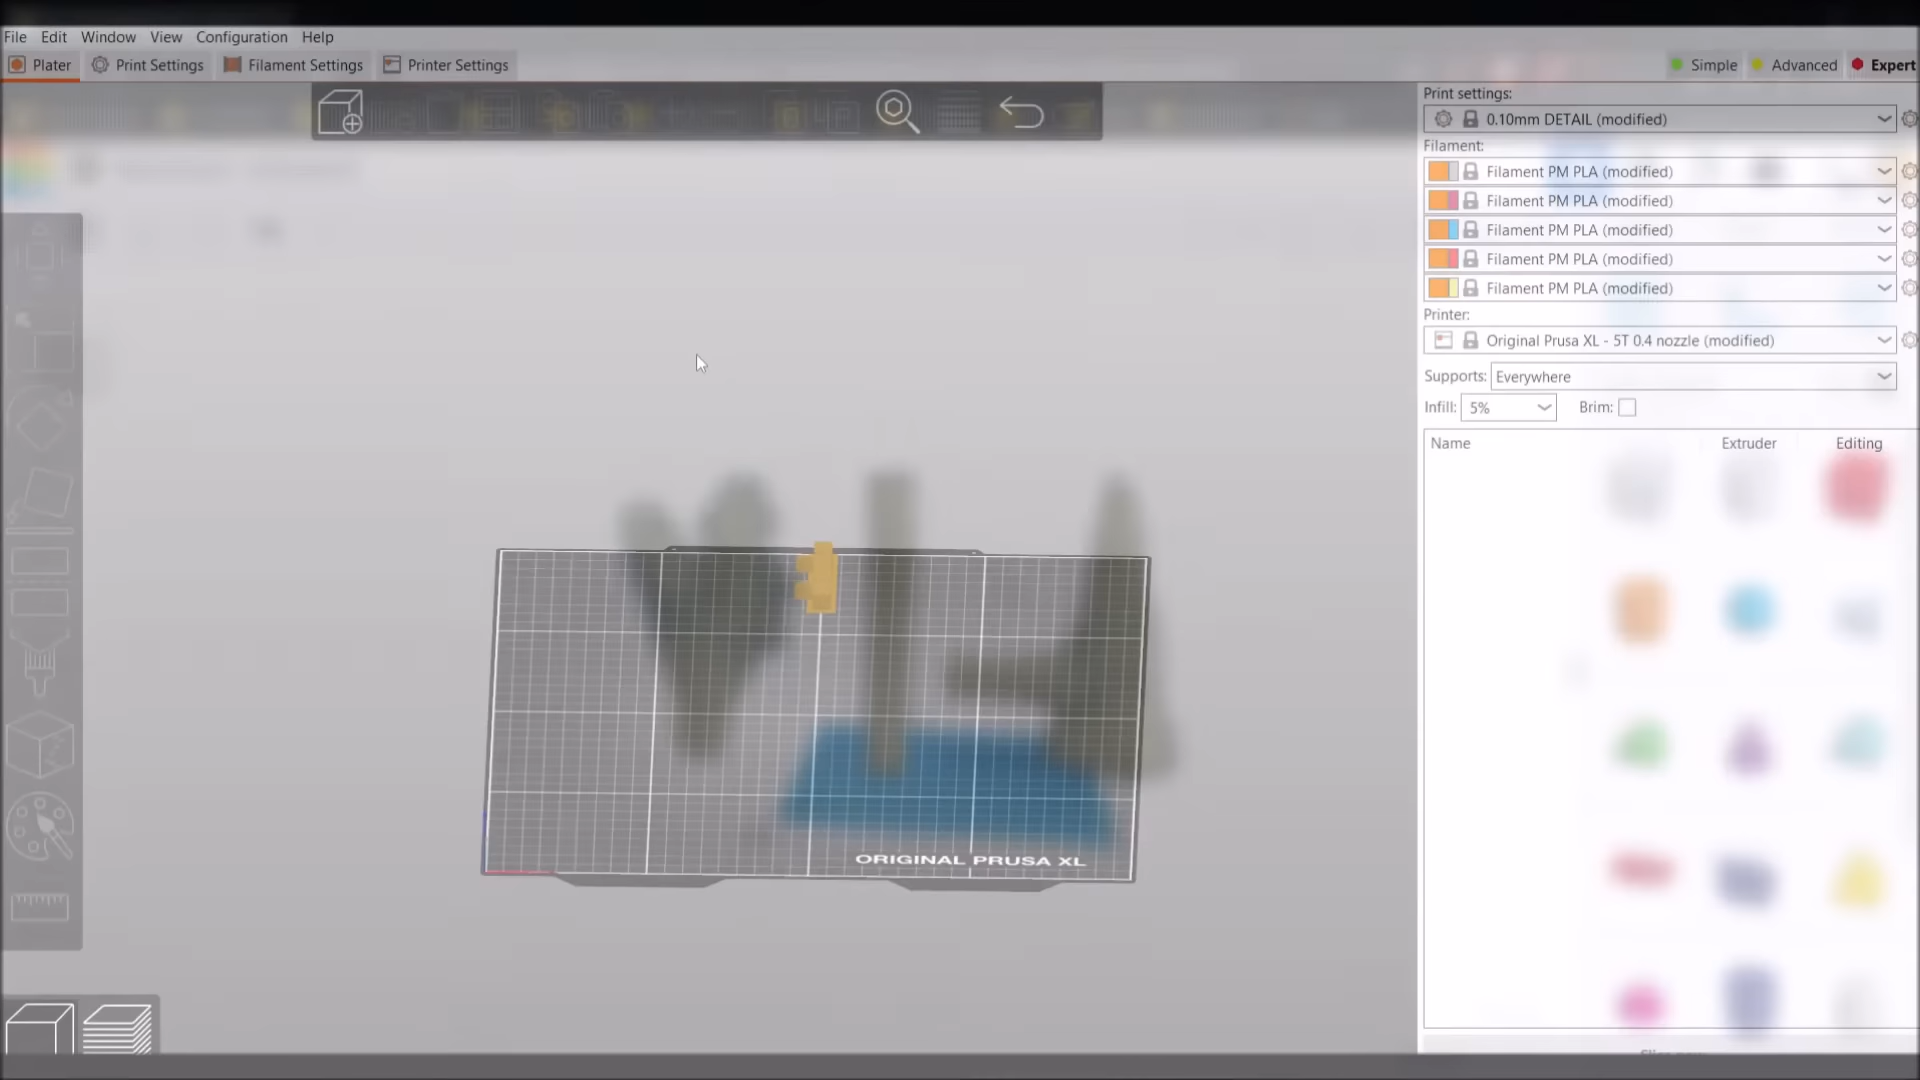 File Edit Window View Configuration Help
Plater Print Settings Filament Settings Printer Settings Simple Advanced Expert
Print settings:
0.10mm DETAIL (modified)
Filament:
Filament PM PLA (modified)
Filament PM PLA (modified)
Filament PM PLA (modified)
Filament PM PLA (modified)
Filament PM PLA (modified)
Printer:
Original Prusa XL - 5T 0.4 nozzle (modified)
Supports: Everywhere
Infill: 5% Brim:
Name Extruder Editing
ORIGINAL PRUSA XL